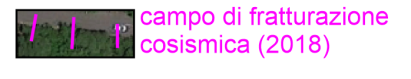 campo di fratturazione
cosismica (2018)